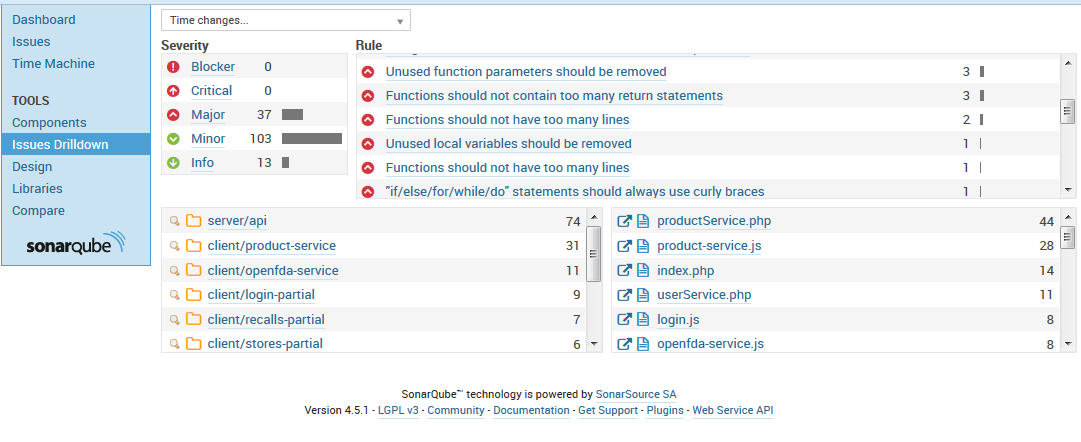 Dashboard
Issues
Time Machine
TOOLS
Components
Issues Drilldown
Design
Libraries
Compare
sonarqube
Time changes...
Severity
Blocker 0
Critical 0
Major 37
Minor 103
Info 13
Rule
Unused function parameters should be removed 3
Functions should not contain too many return statements 3
Functions should not have too many lines 2
Unused local variables should be removed 1
Functions should not have too many lines 1
"if/else/for/while/do" statements should always use curly braces 1
server/api 74
client/product-service 31
client/openfda-service 11
client/login-partial 9
client/recalls-partial 7
client/stores-partial 6
productService.php 44
product-service.js 28
index.php 14
userService.php 11
login.js 8
openfda-service.js 8
SonarQube™ technology is powered by SonarSource SA
Version 4.5.1 - LGPL v3 - Community - Documentation - Get Support - Plugins - Web Service API